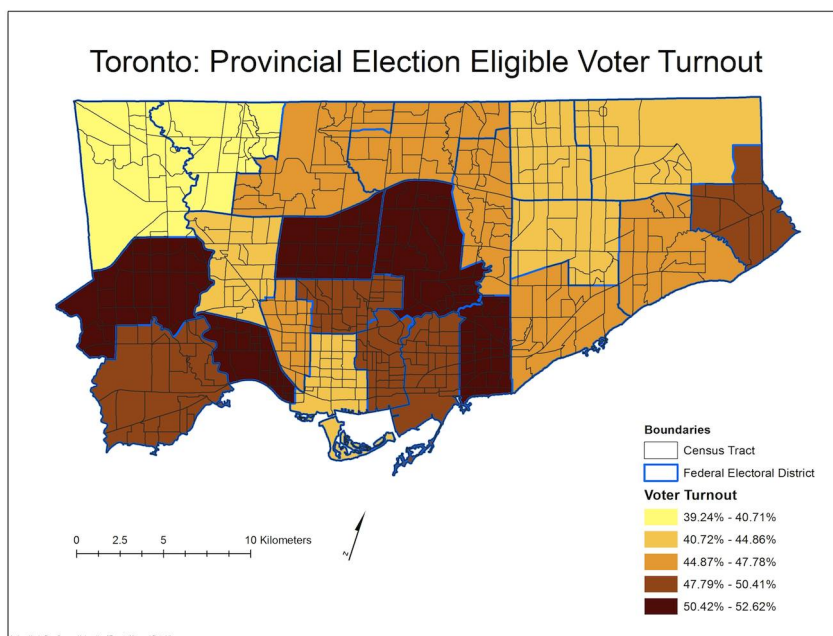 Toronto: Provincial Election Eligible Voter Turnout
Boundaries
Census Tract
Federal Electoral District
Voter Turnout
39.24% - 40.71%
40.72% - 44.86%
44.87% - 47.78%
47.79% - 50.41%
50.42% - 52.62%
0 2.5 5 10 Kilometers
N